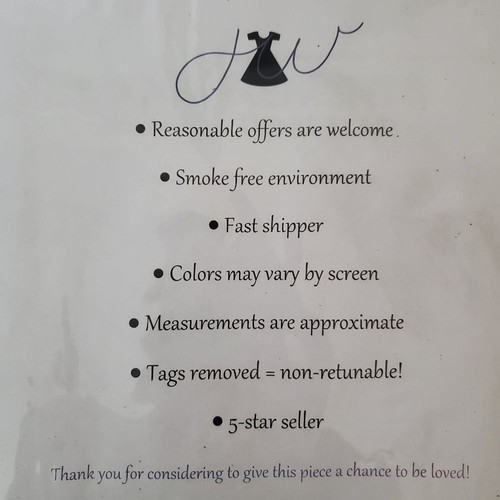 • Reasonable offers are welcome.
• Smoke free environment
• Fast shipper
• Colors may vary by screen
• Measurements are approximate
• Tags removed = non-retunable!
• 5-star seller
Thank you for considering to give this piece a chance to be loved!